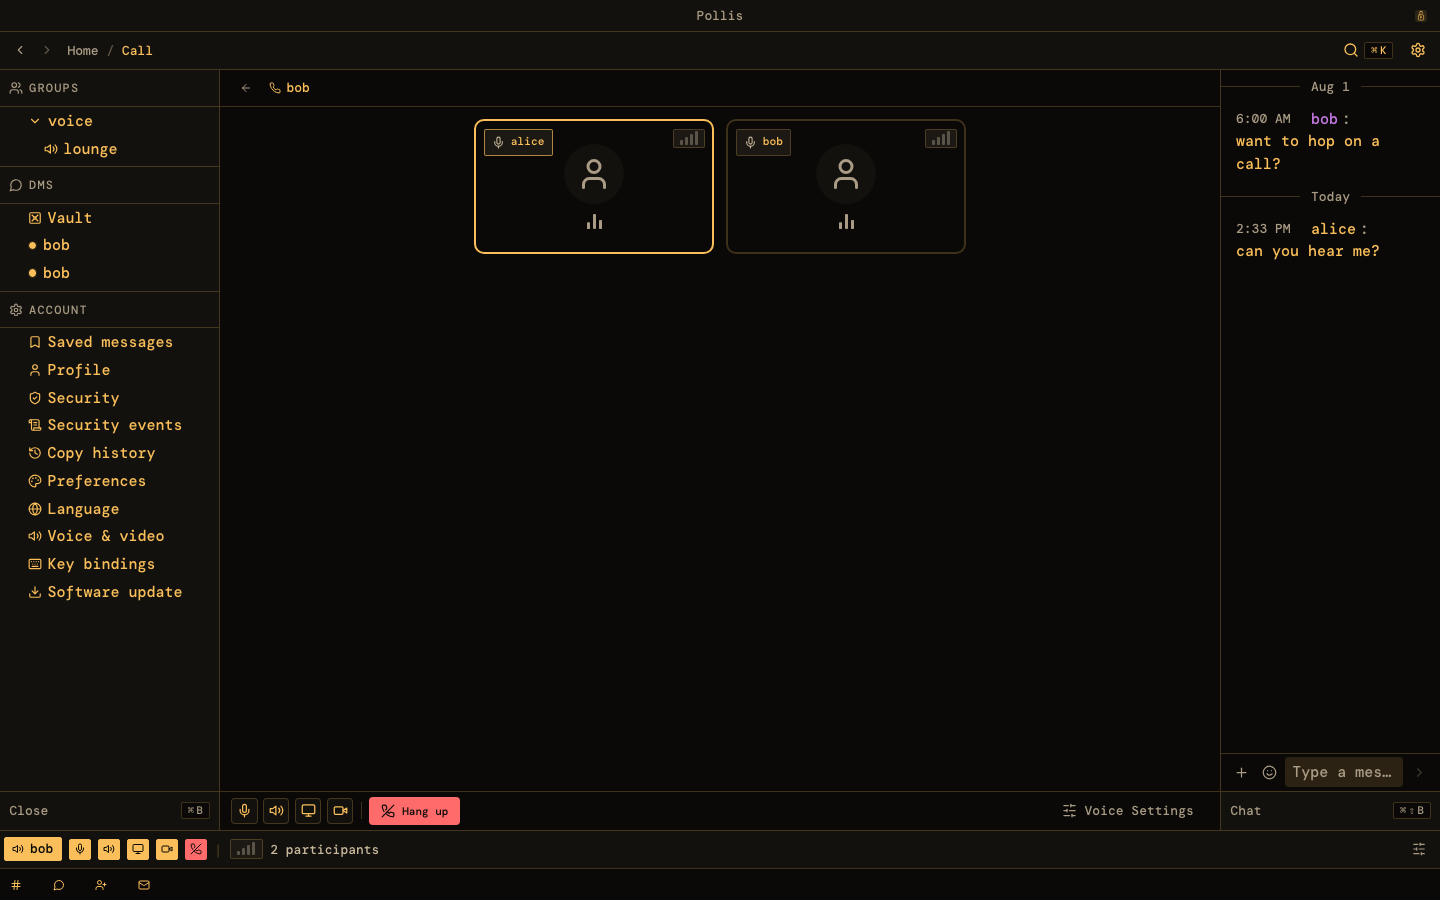 Pollis
Home / Call
⌘K
GROUPS
voice
lounge
DMS
Vault
bob
bob
ACCOUNT
Saved messages
Profile
Security
Security events
Copy history
Preferences
Language
Voice & video
Key bindings
Software update
Close
⌘B
bob
alice
bob
Hang up
Voice Settings
Aug 1
6:00 AM bob:
want to hop on a
call?
Today
2:33 PM alice:
can you hear me?
Type a mes…
Chat
⌘⇧B
bob
2 participants